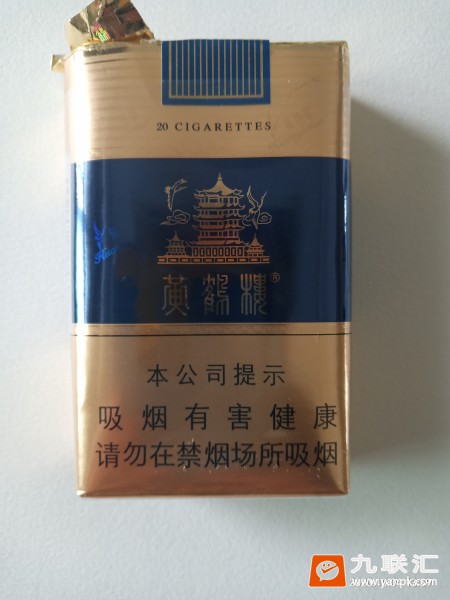 20 CIGARETTES
黄鹤楼®
本公司提示
吸烟有害健康
请勿在禁烟场所吸烟
九联汇
www.yanpk.com